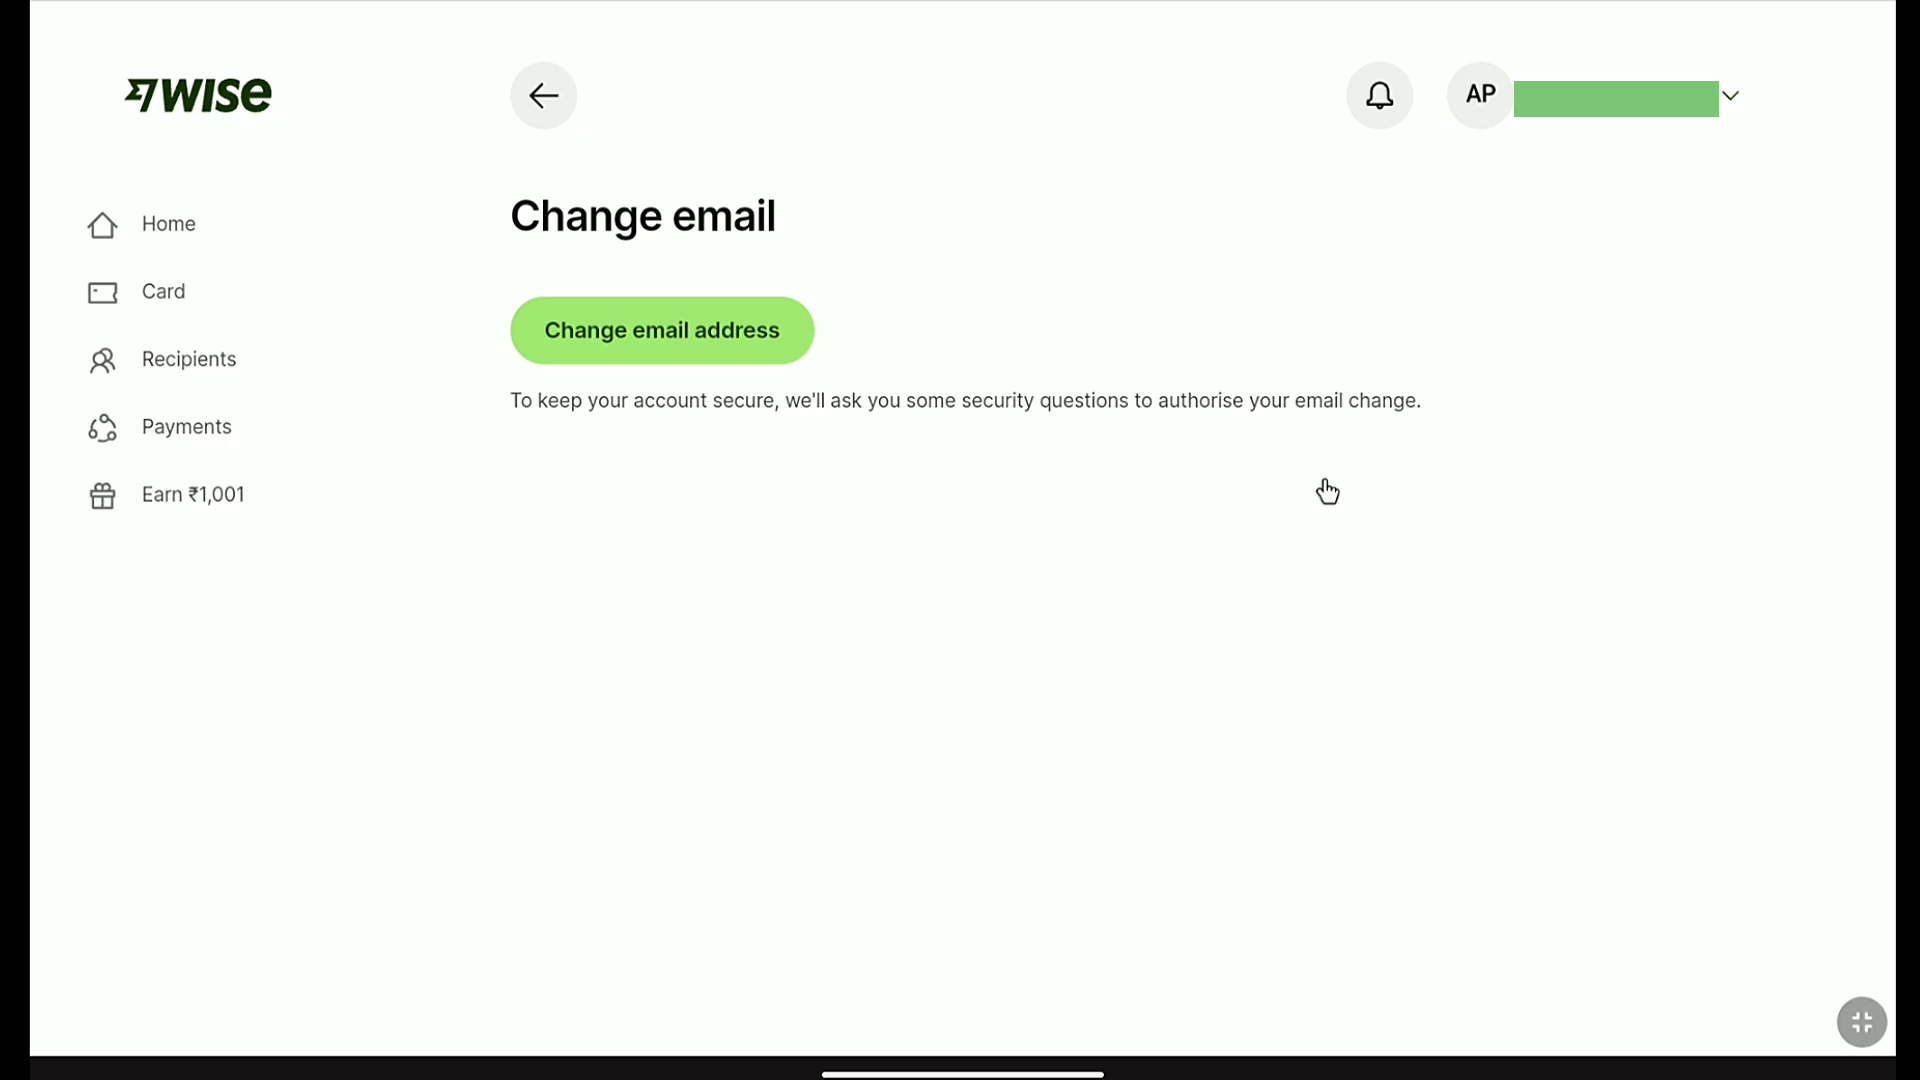 WISE
AP
Change email
Home
Card
Recipients
Payments
Earn ₹1,001
Change email address
To keep your account secure, we'll ask you some security questions to authorise your email change.